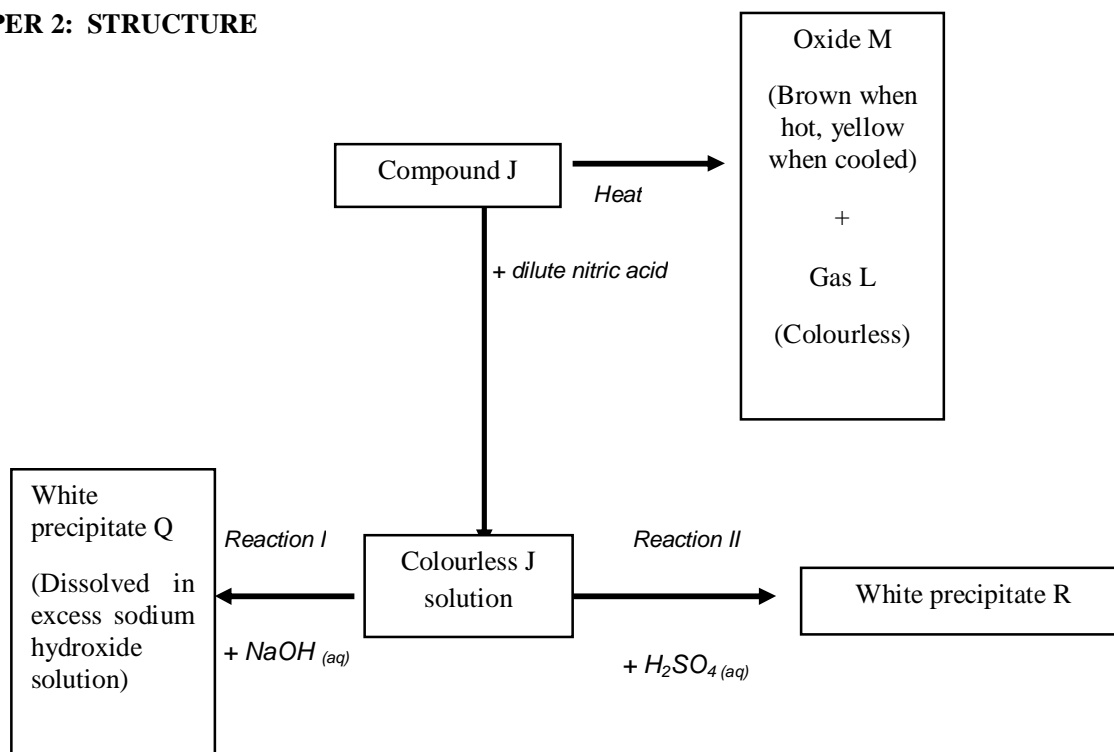 PER 2: STRUCTURE
Oxide M
(Brown when
hot, yellow
when cooled)
+
Gas L
(Colourless)
Compound J
Heat
+ dilute nitric acid
White
precipitate Q
(Dissolved in
excess sodium
hydroxide
solution)
Reaction I
+ NaOH (aq)
Colourless J
solution
Reaction II
+ H2SO4 (aq)
White precipitate R